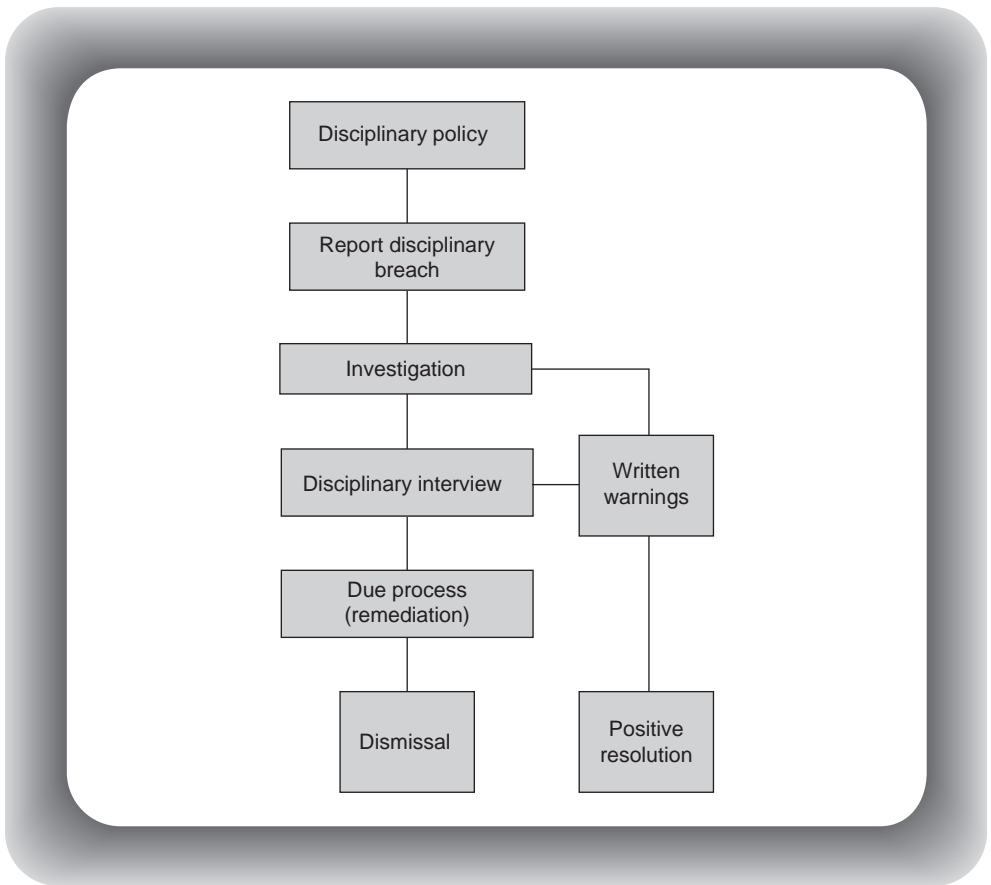 Disciplinary policy
Report disciplinary
breach
Investigation
Disciplinary interview
Written
warnings
Due process
(remediation)
Dismissal
Positive
resolution